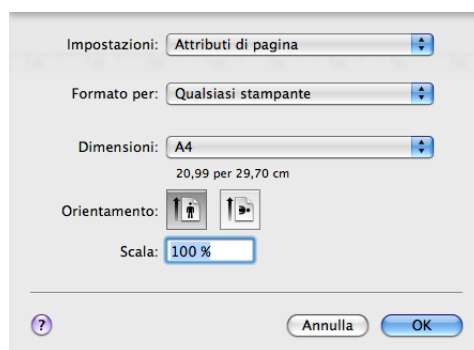 Impostazioni: Attributi di pagina
Formato per: Qualsiasi stampante
Dimensioni: A4
20,99 per 29,70 cm
Orientamento:
Scala: 100 %
? Annulla OK